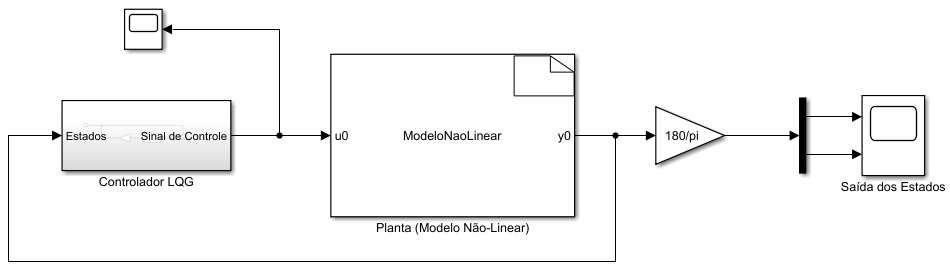 Estados
Sinal de Controle
Controlador LQG
u0
ModeloNaoLinear
y0
Planta (Modelo Não-Linear)
180/pi
Saída dos Estados